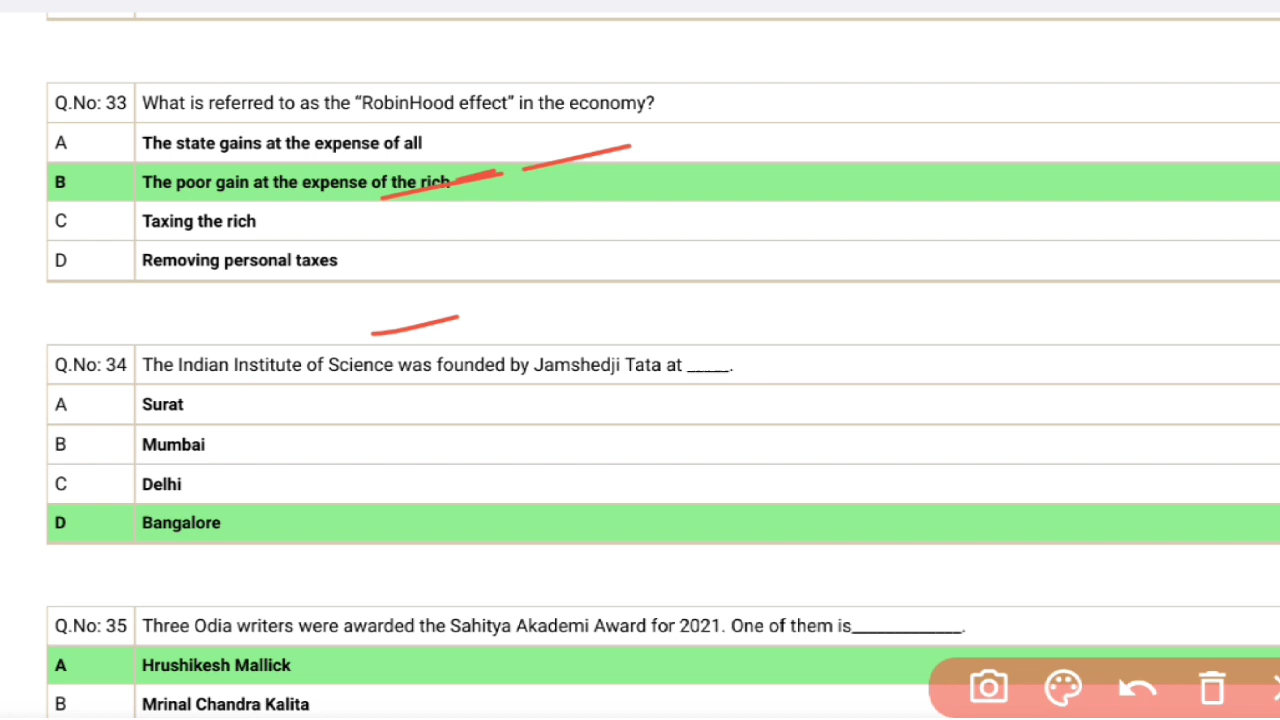 Q.No: 33 What is referred to as the “RobinHood effect” in the economy?
A The state gains at the expense of all
B The poor gain at the expense of the rich
C Taxing the rich
D Removing personal taxes
Q.No: 34 The Indian Institute of Science was founded by Jamshedji Tata at _____.
A Surat
B Mumbai
C Delhi
D Bangalore
Q.No: 35 Three Odia writers were awarded the Sahitya Akademi Award for 2021. One of them is____________.
A Hrushikesh Mallick
B Mrinal Chandra Kalita